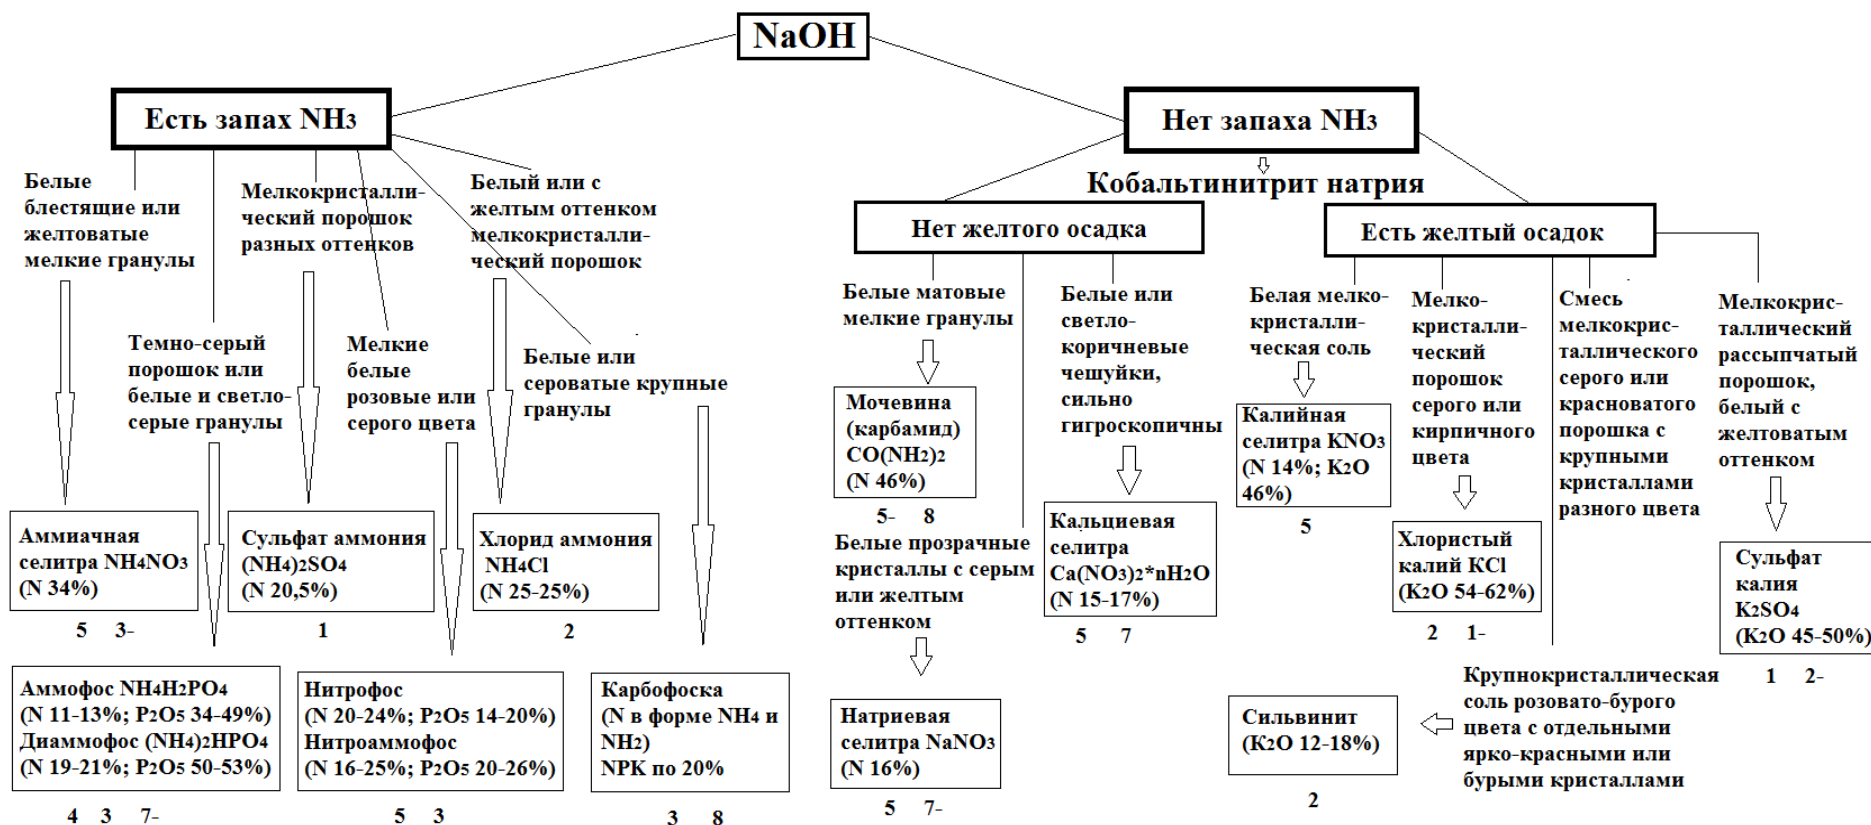 NaOH
Есть запах NH3
Нет запаха NH3
Кобальтинитрит натрия
Нет желтого осадка
Есть желтый осадок
Белые
блестящие или
желтоватые
мелкие гранулы
Мелкокристалли-
ческий порошок
разных оттенков
Белый или с
желтым оттенком
мелкокристалли-
ческий порошок
Темно-серый
порошок или
белые и светло-
серые гранулы
Мелкие
белые
розовые или
серого цвета
Белые или
сероватые крупные
гранулы
Аммиачная
селитра NH4NO3
(N 34%)
5 3-
Сульфат аммония
(NH4)2SO4
(N 20,5%)
1
Хлорид аммония
NH4Cl
(N 25-25%)
2
Аммофос NH4H2PO4
(N 11-13%; P2O5 34-49%)
Диаммофос (NH4)2HPO4
(N 19-21%; P2O5 50-53%)
4 3 7-
Нитрофос
(N 20-24%; P2O5 14-20%)
Нитроаммофос
(N 16-25%; P2O5 20-26%)
5 3
Карбофоска
(N в форме NH4 и
NH2)
NPK по 20%
3 8
Белые матовые
мелкие гранулы
Мочевина
(карбамид)
CO(NH2)2
(N 46%)
5- 8
Белые прозрачные
кристаллы с серым
или желтым
оттенком
Натриевая
селитра NaNO3
(N 16%)
5 7-
Белые или
светло-
коричневые
чешуйки,
сильно
гигроскопичны
Кальциевая
селитра
Ca(NO3)2*nH2O
(N 15-17%)
5 7
Белая мелко-
кристалли-
ческая соль
Калийная
селитра KNO3
(N 14%; K2O
46%)
5
Мелко-
кристалли-
ческий
порошок
серого или
кирпичного
цвета
Хлористый
калий KCl
(K2O 54-62%)
2 1-
Смесь
мелкокрис-
таллического
серого или
красноватого
порошка с
крупными
кристаллами
разного цвета
Мелкокрис-
таллический
рассыпчатый
порошок,
белый с
желтоватым
оттенком
Сульфат
калия
K2SO4
(K2O 45-50%)
1 2-
Крупнокристаллическая
соль розовато-бурого
цвета с отдельными
ярко-красными или
бурыми кристаллами
Сильвинит
(K2O 12-18%)
2